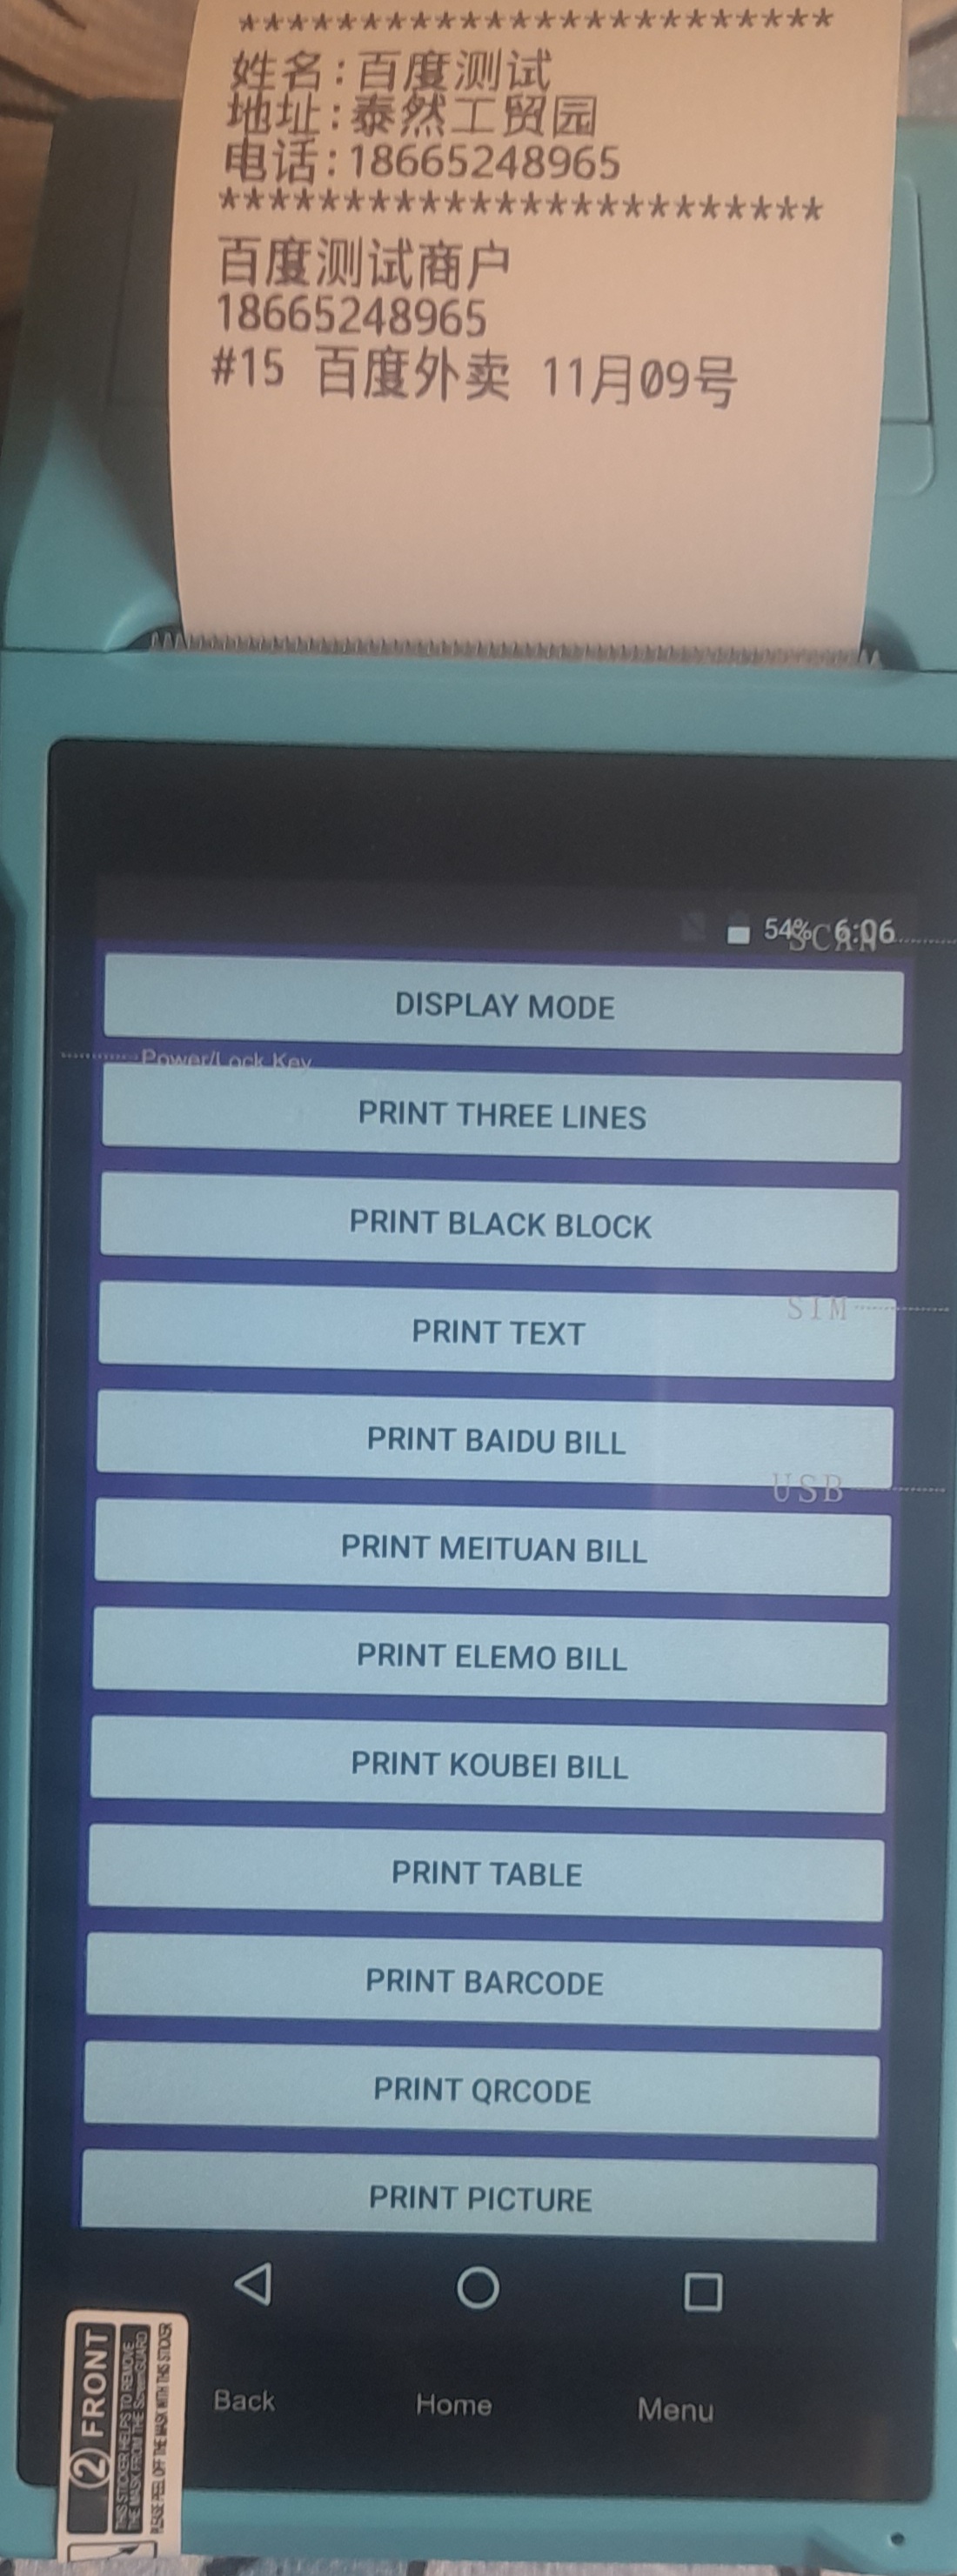 ************************
姓名:百度测试
地址:泰然工贸园
电话:18665248965
************************
百度测试商户
18665248965
#15 百度外卖 11月09号
54% 6:06
SCAN
DISPLAY MODE
Power/Lock Key
PRINT THREE LINES
PRINT BLACK BLOCK
SIM
PRINT TEXT
PRINT BAIDU BILL
USB
PRINT MEITUAN BILL
PRINT ELEMO BILL
PRINT KOUBEI BILL
PRINT TABLE
PRINT BARCODE
PRINT QRCODE
PRINT PICTURE
Back Home Menu
2 FRONT
THIS STICKER HELPS TO REMOVE
THE MASK FROM THE ScreenGUARD
PLEASE PEEL OFF THE MASK WITH THIS STICKER